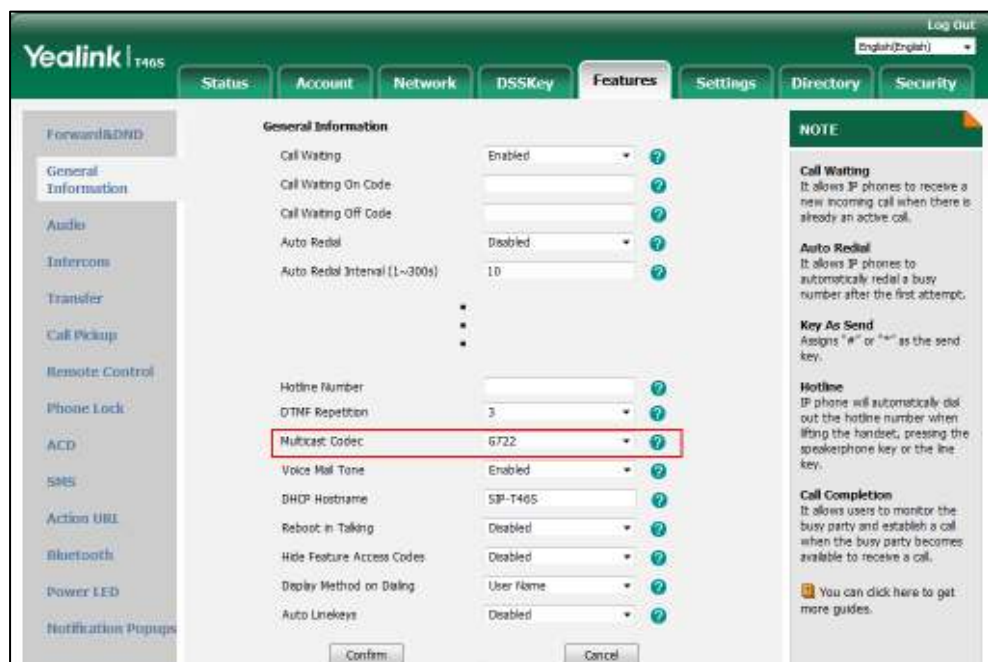 Log Out
Yealink T46S
English(English)
Status Account Network DSSKey Features Settings Directory Security
Forward&DND
General
Information
Audio
Intercom
Transfer
Call Pickup
Remote Control
Phone Lock
ACD
SMS
Action URL
Bluetooth
Power LED
Notification Popups
General Information
Call Waiting Enabled
Call Waiting On Code
Call Waiting Off Code
Auto Redial Disabled
Auto Redial Interval (1~300s) 10
Hotline Number
DTMF Repetition 3
Multicast Codec G722
Voice Mail Tone Enabled
DHCP Hostname SIP-T46S
Reboot in Talking Disabled
Hide Feature Access Codes Disabled
Display Method on Dialing User Name
Auto Linekeys Disabled
Confirm Cancel
NOTE
Call Waiting
It allows IP phones to receive a
new incoming call when there is
already an active call.
Auto Redial
It allows IP phones to
automatically redial a busy
number after the first attempt.
Key As Send
Assigns "#" or "*" as the send
key.
Hotline
IP phone will automatically dial
out the hotline number when
lifting the handset, pressing the
speakerphone key or the line
key.
Call Completion
It allows users to monitor the
busy party and establish a call
when the busy party becomes
available to receive a call.
You can click here to get
more guides.